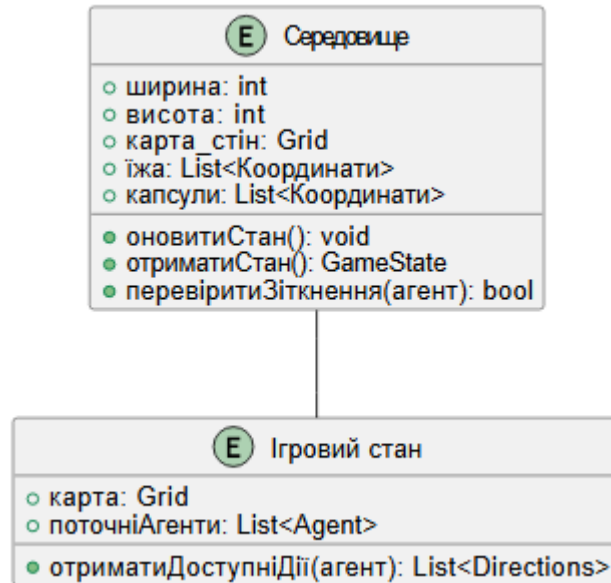 E Середовище
ширина: int
висота: int
карта_стін: Grid
їжа: List<Координати>
капсули: List<Координати>
оновитиСтан(): void
отриматиСтан(): GameState
перевіритиЗіткнення(агент): bool
E Ігровий стан
карта: Grid
поточніАгенти: List<Agent>
отриматиДоступніДії(агент): List<Directions>